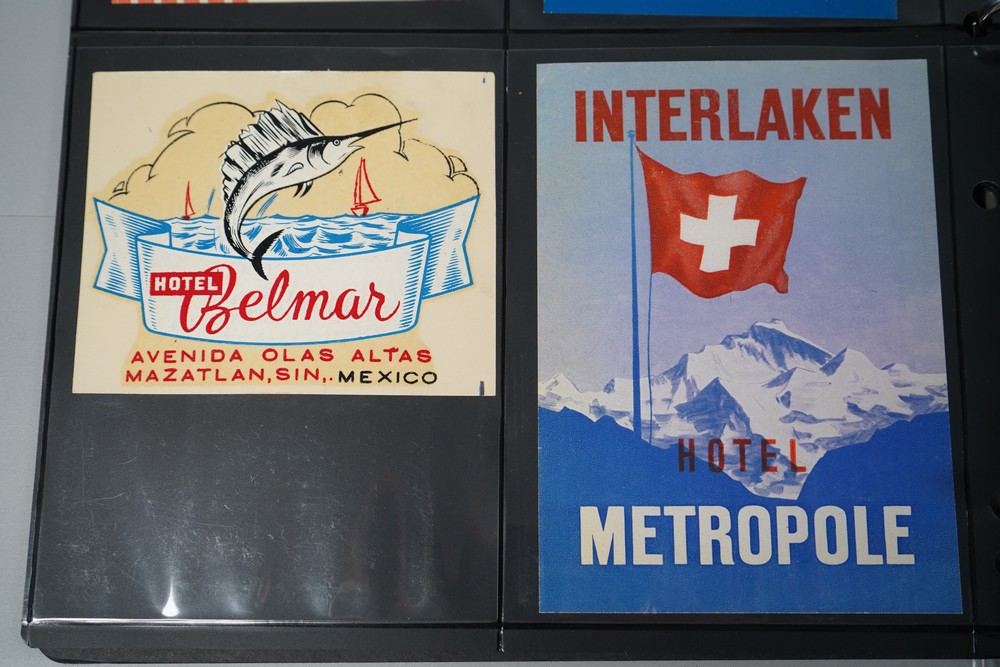 HOTEL Belmar
AVENIDA OLAS ALTAS
MAZATLAN, SIN,. MEXICO
INTERLAKEN
HOTEL
METROPOLE